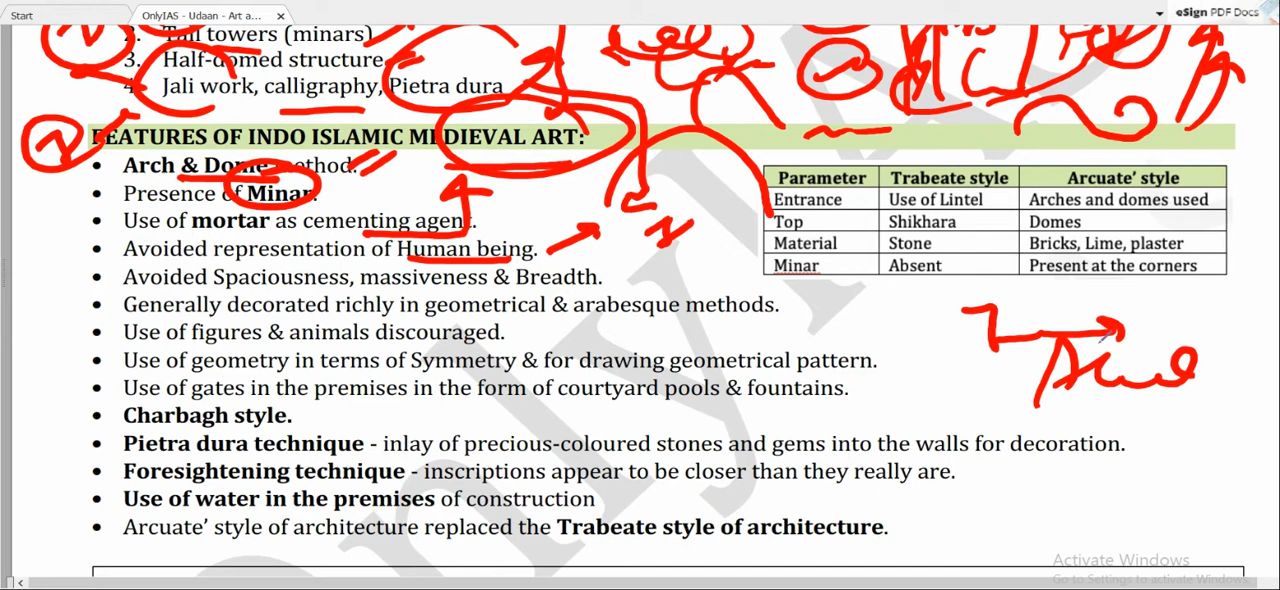 Start
OnlyIAS - Udaan - Art a...
eSign PDF Docs
2. Tall towers (minars)
3. Half-domed structure
4. Jali work, calligraphy, Pietra dura
FEATURES OF INDO ISLAMIC MEDIEVAL ART:
• Arch & Dome method.
• Presence of Minar.
• Use of mortar as cementing agent.
• Avoided representation of Human being.
• Avoided Spaciousness, massiveness & Breadth.
• Generally decorated richly in geometrical & arabesque methods.
• Use of figures & animals discouraged.
• Use of geometry in terms of Symmetry & for drawing geometrical pattern.
• Use of gates in the premises in the form of courtyard pools & fountains.
• Charbagh style.
• Pietra dura technique - inlay of precious-coloured stones and gems into the walls for decoration.
• Foresightening technique - inscriptions appear to be closer than they really are.
• Use of water in the premises of construction
• Arcuate' style of architecture replaced the Trabeate style of architecture.
Parameter Trabeate style Arcuate' style
Entrance Use of Lintel Arches and domes used
Top Shikhara Domes
Material Stone Bricks, Lime, plaster
Minar Absent Present at the corners
Activate Windows
Go to Settings to activate Windows.